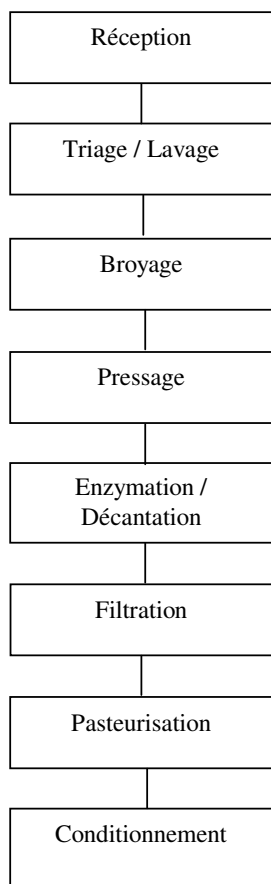 Réception
Triage / Lavage
Broyage
Pressage
Enzymation /
Décantation
Filtration
Pasteurisation
Conditionnement